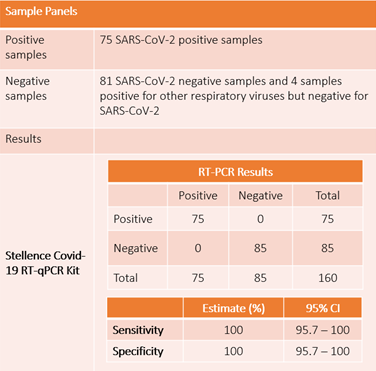 Sample Panels
Positive samples
75 SARS-CoV-2 positive samples
Negative samples
81 SARS-CoV-2 negative samples and 4 samples
positive for other respiratory viruses but negative for
SARS-CoV-2
Results
Stellence Covid-
19 RT-qPCR Kit
RT-PCR Results
Positive Negative Total
Positive 75 0 75
Negative 0 85 85
Total 75 85 160
Estimate (%) 95% CI
Sensitivity 100 95.7 – 100
Specificity 100 95.7 – 100